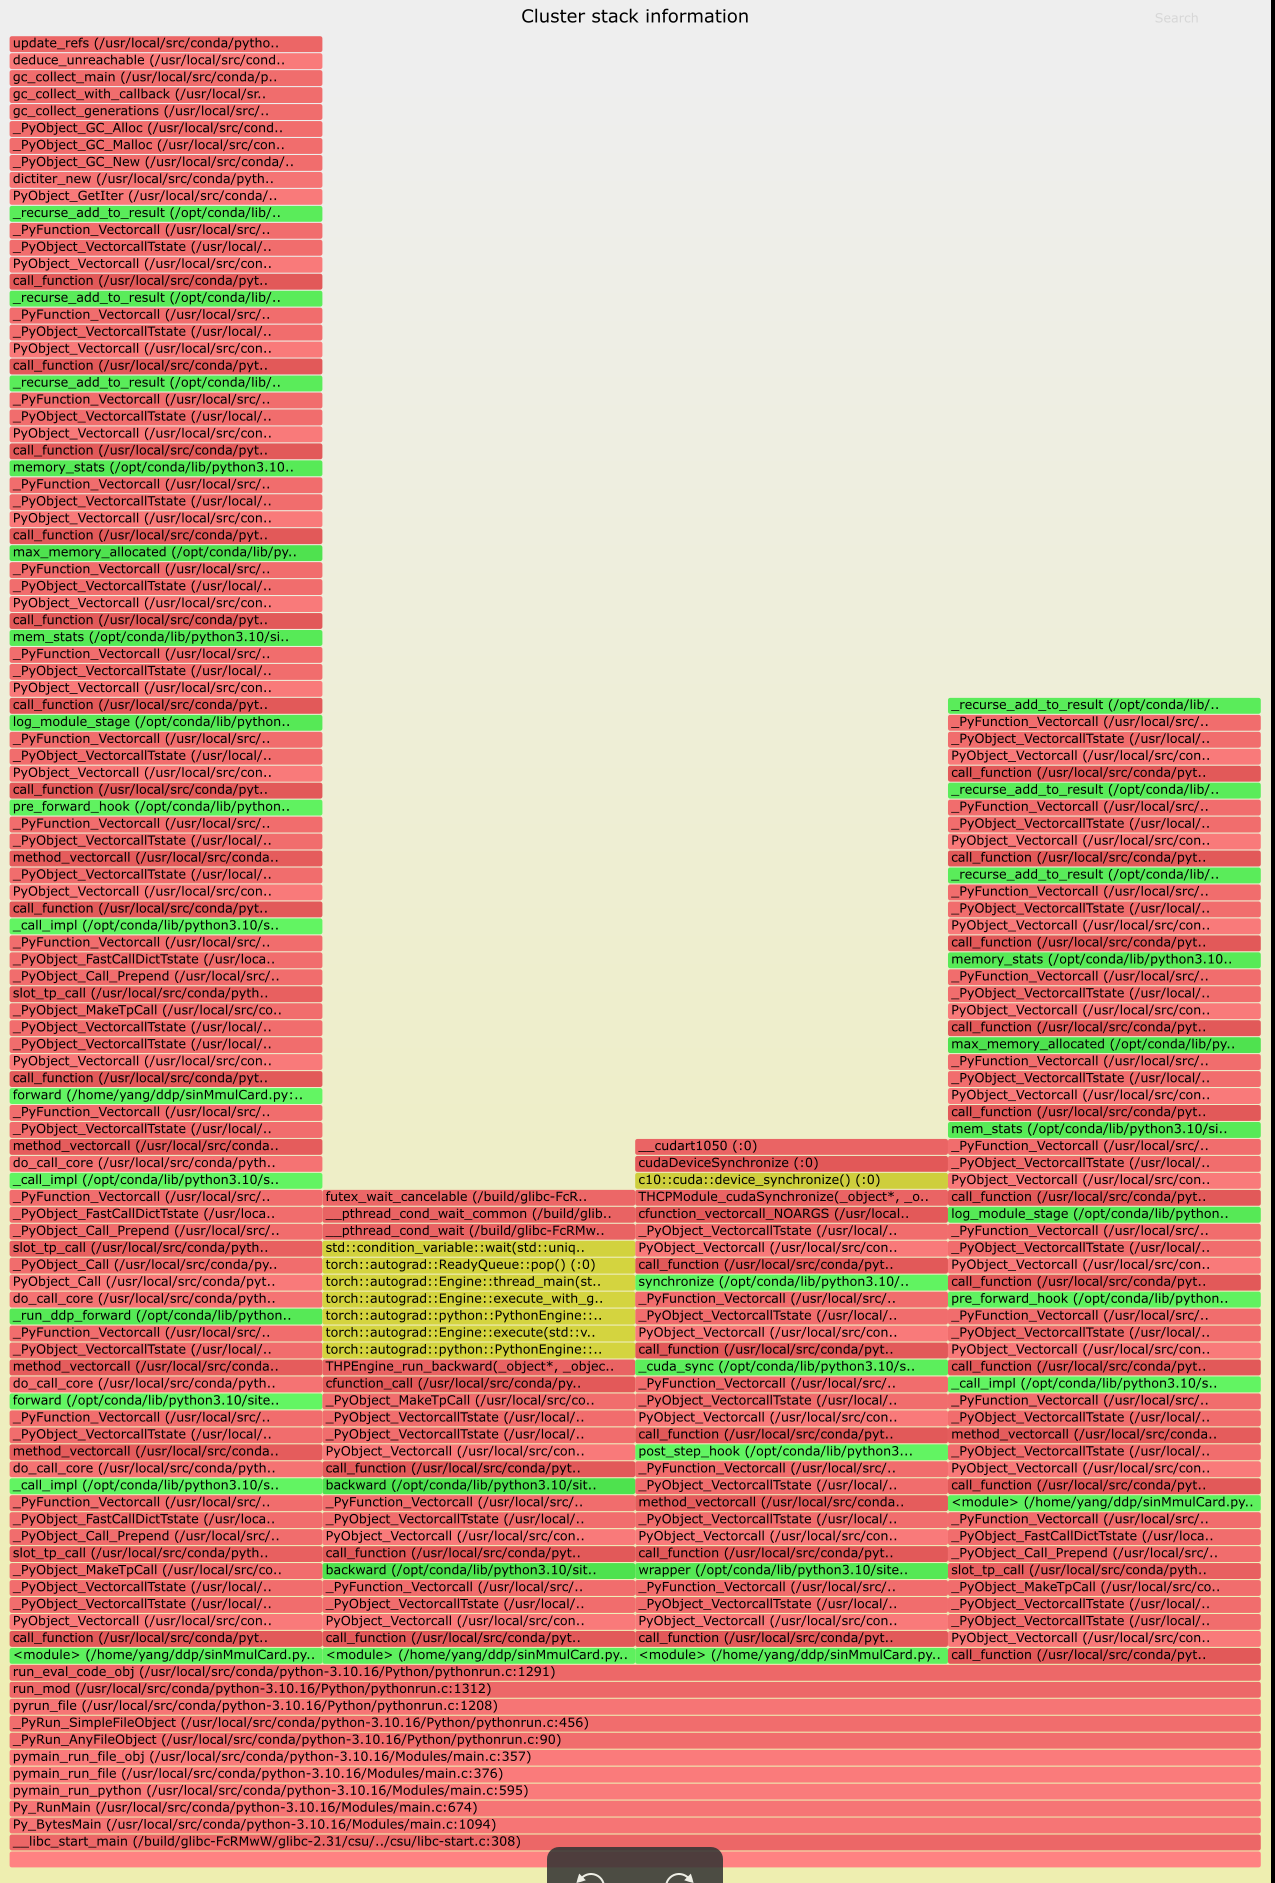 Cluster stack information
Search
update_refs (/usr/local/src/conda/pytho..
deduce_unreachable (/usr/local/src/cond..
gc_collect_main (/usr/local/src/conda/p..
gc_collect_with_callback (/usr/local/sr..
gc_collect_generations (/usr/local/src/..
_PyObject_GC_Alloc (/usr/local/src/cond..
_PyObject_GC_Malloc (/usr/local/src/con..
_PyObject_GC_New (/usr/local/src/conda/..
dictiter_new (/usr/local/src/conda/pyth..
PyObject_GetIter (/usr/local/src/conda/..
_recurse_add_to_result (/opt/conda/lib/..
_PyFunction_Vectorcall (/usr/local/src/..
_PyObject_VectorcallTstate (/usr/local/..
PyObject_Vectorcall (/usr/local/src/con..
call_function (/usr/local/src/conda/pyt..
_recurse_add_to_result (/opt/conda/lib/..
_PyFunction_Vectorcall (/usr/local/src/..
_PyObject_VectorcallTstate (/usr/local/..
PyObject_Vectorcall (/usr/local/src/con..
call_function (/usr/local/src/conda/pyt..
_recurse_add_to_result (/opt/conda/lib/..
_PyFunction_Vectorcall (/usr/local/src/..
_PyObject_VectorcallTstate (/usr/local/..
PyObject_Vectorcall (/usr/local/src/con..
call_function (/usr/local/src/conda/pyt..
memory_stats (/opt/conda/lib/python3.10..
_PyFunction_Vectorcall (/usr/local/src/..
_PyObject_VectorcallTstate (/usr/local/..
PyObject_Vectorcall (/usr/local/src/con..
call_function (/usr/local/src/conda/pyt..
max_memory_allocated (/opt/conda/lib/py..
_PyFunction_Vectorcall (/usr/local/src/..
_PyObject_VectorcallTstate (/usr/local/..
PyObject_Vectorcall (/usr/local/src/con..
call_function (/usr/local/src/conda/pyt..
mem_stats (/opt/conda/lib/python3.10/si..
_PyFunction_Vectorcall (/usr/local/src/..
_PyObject_VectorcallTstate (/usr/local/..
PyObject_Vectorcall (/usr/local/src/con..
call_function (/usr/local/src/conda/pyt..
log_module_stage (/opt/conda/lib/python..
_PyFunction_Vectorcall (/usr/local/src/..
_PyObject_VectorcallTstate (/usr/local/..
PyObject_Vectorcall (/usr/local/src/con..
call_function (/usr/local/src/conda/pyt..
pre_forward_hook (/opt/conda/lib/python..
_PyFunction_Vectorcall (/usr/local/src/..
_PyObject_VectorcallTstate (/usr/local/..
method_vectorcall (/usr/local/src/conda..
_PyObject_VectorcallTstate (/usr/local/..
PyObject_Vectorcall (/usr/local/src/con..
call_function (/usr/local/src/conda/pyt..
_call_impl (/opt/conda/lib/python3.10/s..
_PyFunction_Vectorcall (/usr/local/src/..
_PyObject_FastCallDictTstate (/usr/loca..
_PyObject_Call_Prepend (/usr/local/src/..
slot_tp_call (/usr/local/src/conda/pyth..
_PyObject_MakeTpCall (/usr/local/src/co..
_PyObject_VectorcallTstate (/usr/local/..
_PyObject_VectorcallTstate (/usr/local/..
PyObject_Vectorcall (/usr/local/src/con..
call_function (/usr/local/src/conda/pyt..
forward (/home/yang/ddp/sinMmulCard.py:..
_PyFunction_Vectorcall (/usr/local/src/..
_PyObject_VectorcallTstate (/usr/local/..
method_vectorcall (/usr/local/src/conda..
do_call_core (/usr/local/src/conda/pyth..
_call_impl (/opt/conda/lib/python3.10/s..
_PyFunction_Vectorcall (/usr/local/src/..
_PyObject_FastCallDictTstate (/usr/loca..
_PyObject_Call_Prepend (/usr/local/src/..
slot_tp_call (/usr/local/src/conda/pyth..
_PyObject_Call (/usr/local/src/conda/py..
PyObject_Call (/usr/local/src/conda/pyt..
do_call_core (/usr/local/src/conda/pyth..
_run_ddp_forward (/opt/conda/lib/python..
_PyFunction_Vectorcall (/usr/local/src/..
_PyObject_VectorcallTstate (/usr/local/..
method_vectorcall (/usr/local/src/conda..
do_call_core (/usr/local/src/conda/pyth..
forward (/opt/conda/lib/python3.10/site..
_PyFunction_Vectorcall (/usr/local/src/..
_PyObject_VectorcallTstate (/usr/local/..
method_vectorcall (/usr/local/src/conda..
do_call_core (/usr/local/src/conda/pyth..
_call_impl (/opt/conda/lib/python3.10/s..
_PyFunction_Vectorcall (/usr/local/src/..
_PyObject_FastCallDictTstate (/usr/loca..
_PyObject_Call_Prepend (/usr/local/src/..
slot_tp_call (/usr/local/src/conda/pyth..
_PyObject_MakeTpCall (/usr/local/src/co..
_PyObject_VectorcallTstate (/usr/local/..
_PyObject_VectorcallTstate (/usr/local/..
PyObject_Vectorcall (/usr/local/src/con..
call_function (/usr/local/src/conda/pyt..
<module> (/home/yang/ddp/sinMmulCard.py..
futex_wait_cancelable (/build/glibc-FcR..
__pthread_cond_wait_common (/build/glib..
__pthread_cond_wait (/build/glibc-FcRMw..
std::condition_variable::wait(std::uniq..
torch::autograd::ReadyQueue::pop() (:0)
torch::autograd::Engine::thread_main(st..
torch::autograd::Engine::execute_with_g..
torch::autograd::python::PythonEngine::..
torch::autograd::Engine::execute(std::v..
torch::autograd::python::PythonEngine::..
THPEngine_run_backward(_object*, _objec..
cfunction_call (/usr/local/src/conda/py..
_PyObject_MakeTpCall (/usr/local/src/co..
_PyObject_VectorcallTstate (/usr/local/..
_PyObject_VectorcallTstate (/usr/local/..
PyObject_Vectorcall (/usr/local/src/con..
call_function (/usr/local/src/conda/pyt..
backward (/opt/conda/lib/python3.10/sit..
_PyFunction_Vectorcall (/usr/local/src/..
_PyObject_VectorcallTstate (/usr/local/..
PyObject_Vectorcall (/usr/local/src/con..
call_function (/usr/local/src/conda/pyt..
backward (/opt/conda/lib/python3.10/sit..
_PyFunction_Vectorcall (/usr/local/src/..
_PyObject_VectorcallTstate (/usr/local/..
PyObject_Vectorcall (/usr/local/src/con..
call_function (/usr/local/src/conda/pyt..
<module> (/home/yang/ddp/sinMmulCard.py..
__cudart1050 (:0)
cudaDeviceSynchronize (:0)
c10::cuda::device_synchronize() (:0)
THCPModule_cudaSynchronize(_object*, _o..
cfunction_vectorcall_NOARGS (/usr/local..
_PyObject_VectorcallTstate (/usr/local/..
PyObject_Vectorcall (/usr/local/src/con..
call_function (/usr/local/src/conda/pyt..
synchronize (/opt/conda/lib/python3.10/..
_PyFunction_Vectorcall (/usr/local/src/..
_PyObject_VectorcallTstate (/usr/local/..
PyObject_Vectorcall (/usr/local/src/con..
call_function (/usr/local/src/conda/pyt..
_cuda_sync (/opt/conda/lib/python3.10/s..
_PyFunction_Vectorcall (/usr/local/src/..
_PyObject_VectorcallTstate (/usr/local/..
PyObject_Vectorcall (/usr/local/src/con..
call_function (/usr/local/src/conda/pyt..
post_step_hook (/opt/conda/lib/python3...
_PyFunction_Vectorcall (/usr/local/src/..
_PyObject_VectorcallTstate (/usr/local/..
method_vectorcall (/usr/local/src/conda..
_PyObject_VectorcallTstate (/usr/local/..
PyObject_Vectorcall (/usr/local/src/con..
call_function (/usr/local/src/conda/pyt..
wrapper (/opt/conda/lib/python3.10/site..
_PyFunction_Vectorcall (/usr/local/src/..
_PyObject_VectorcallTstate (/usr/local/..
PyObject_Vectorcall (/usr/local/src/con..
call_function (/usr/local/src/conda/pyt..
<module> (/home/yang/ddp/sinMmulCard.py..
_recurse_add_to_result (/opt/conda/lib/..
_PyFunction_Vectorcall (/usr/local/src/..
_PyObject_VectorcallTstate (/usr/local/..
PyObject_Vectorcall (/usr/local/src/con..
call_function (/usr/local/src/conda/pyt..
_recurse_add_to_result (/opt/conda/lib/..
_PyFunction_Vectorcall (/usr/local/src/..
_PyObject_VectorcallTstate (/usr/local/..
PyObject_Vectorcall (/usr/local/src/con..
call_function (/usr/local/src/conda/pyt..
_recurse_add_to_result (/opt/conda/lib/..
_PyFunction_Vectorcall (/usr/local/src/..
_PyObject_VectorcallTstate (/usr/local/..
PyObject_Vectorcall (/usr/local/src/con..
call_function (/usr/local/src/conda/pyt..
memory_stats (/opt/conda/lib/python3.10..
_PyFunction_Vectorcall (/usr/local/src/..
_PyObject_VectorcallTstate (/usr/local/..
PyObject_Vectorcall (/usr/local/src/con..
call_function (/usr/local/src/conda/pyt..
max_memory_allocated (/opt/conda/lib/py..
_PyFunction_Vectorcall (/usr/local/src/..
_PyObject_VectorcallTstate (/usr/local/..
PyObject_Vectorcall (/usr/local/src/con..
call_function (/usr/local/src/conda/pyt..
mem_stats (/opt/conda/lib/python3.10/si..
_PyFunction_Vectorcall (/usr/local/src/..
_PyObject_VectorcallTstate (/usr/local/..
PyObject_Vectorcall (/usr/local/src/con..
call_function (/usr/local/src/conda/pyt..
log_module_stage (/opt/conda/lib/python..
_PyFunction_Vectorcall (/usr/local/src/..
_PyObject_VectorcallTstate (/usr/local/..
PyObject_Vectorcall (/usr/local/src/con..
call_function (/usr/local/src/conda/pyt..
pre_forward_hook (/opt/conda/lib/python..
_PyFunction_Vectorcall (/usr/local/src/..
_PyObject_VectorcallTstate (/usr/local/..
PyObject_Vectorcall (/usr/local/src/con..
call_function (/usr/local/src/conda/pyt..
_call_impl (/opt/conda/lib/python3.10/s..
_PyFunction_Vectorcall (/usr/local/src/..
_PyObject_VectorcallTstate (/usr/local/..
method_vectorcall (/usr/local/src/conda..
_PyObject_VectorcallTstate (/usr/local/..
PyObject_Vectorcall (/usr/local/src/con..
call_function (/usr/local/src/conda/pyt..
<module> (/home/yang/ddp/sinMmulCard.py..
_PyFunction_Vectorcall (/usr/local/src/..
_PyObject_FastCallDictTstate (/usr/loca..
_PyObject_Call_Prepend (/usr/local/src/..
slot_tp_call (/usr/local/src/conda/pyth..
_PyObject_MakeTpCall (/usr/local/src/co..
_PyObject_VectorcallTstate (/usr/local/..
_PyObject_VectorcallTstate (/usr/local/..
PyObject_Vectorcall (/usr/local/src/con..
call_function (/usr/local/src/conda/pyt..
run_eval_code_obj (/usr/local/src/conda/python-3.10.16/Python/pythonrun.c:1291)
run_mod (/usr/local/src/conda/python-3.10.16/Python/pythonrun.c:1312)
pyrun_file (/usr/local/src/conda/python-3.10.16/Python/pythonrun.c:1208)
_PyRun_SimpleFileObject (/usr/local/src/conda/python-3.10.16/Python/pythonrun.c:456)
_PyRun_AnyFileObject (/usr/local/src/conda/python-3.10.16/Python/pythonrun.c:90)
pymain_run_file_obj (/usr/local/src/conda/python-3.10.16/Modules/main.c:357)
pymain_run_file (/usr/local/src/conda/python-3.10.16/Modules/main.c:376)
pymain_run_python (/usr/local/src/conda/python-3.10.16/Modules/main.c:595)
Py_RunMain (/usr/local/src/conda/python-3.10.16/Modules/main.c:674)
Py_BytesMain (/usr/local/src/conda/python-3.10.16/Modules/main.c:1094)
__libc_start_main (/build/glibc-FcRMwW/glibc-2.31/csu/../csu/libc-start.c:308)